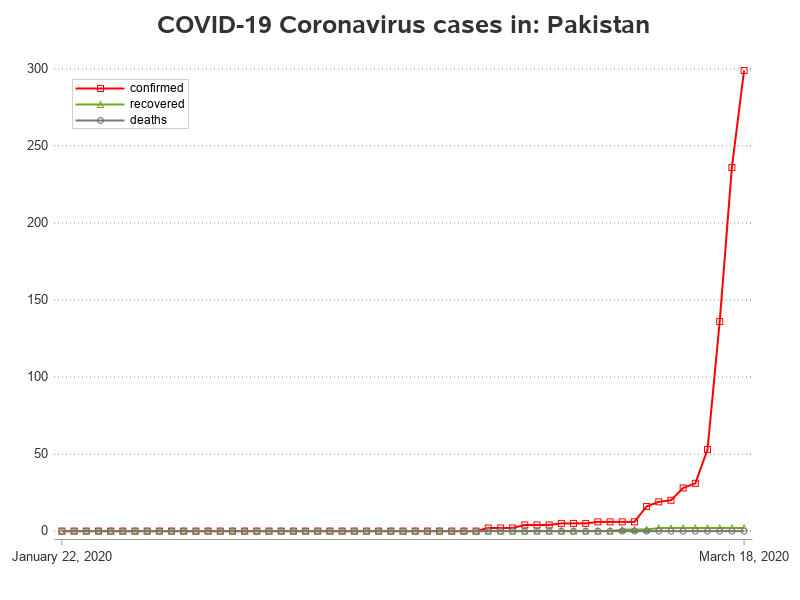 COVID-19 Coronavirus cases in: Pakistan
300
confirmed
recovered
deaths
250
200
150
100
50
0
January 22, 2020
March 18, 2020